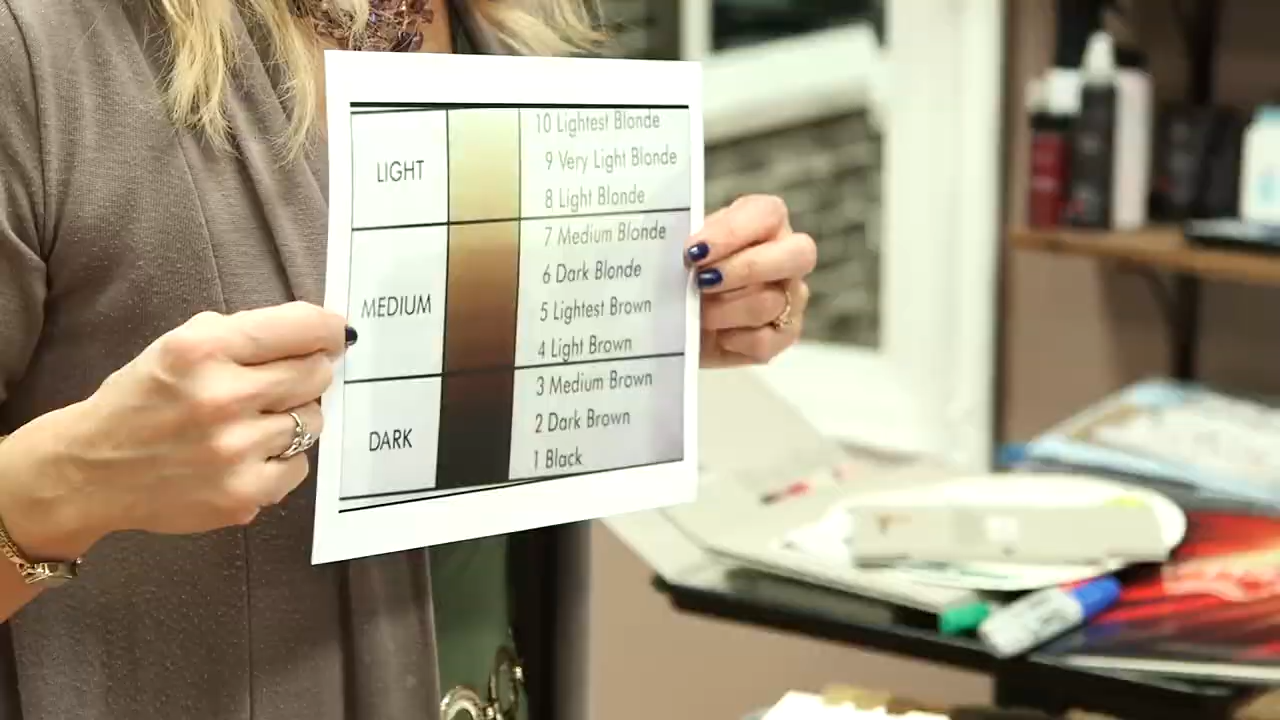 LIGHT
10 Lightest Blonde
9 Very Light Blonde
8 Light Blonde
MEDIUM
7 Medium Blonde
6 Dark Blonde
5 Lightest Brown
4 Light Brown
DARK
3 Medium Brown
2 Dark Brown
1 Black